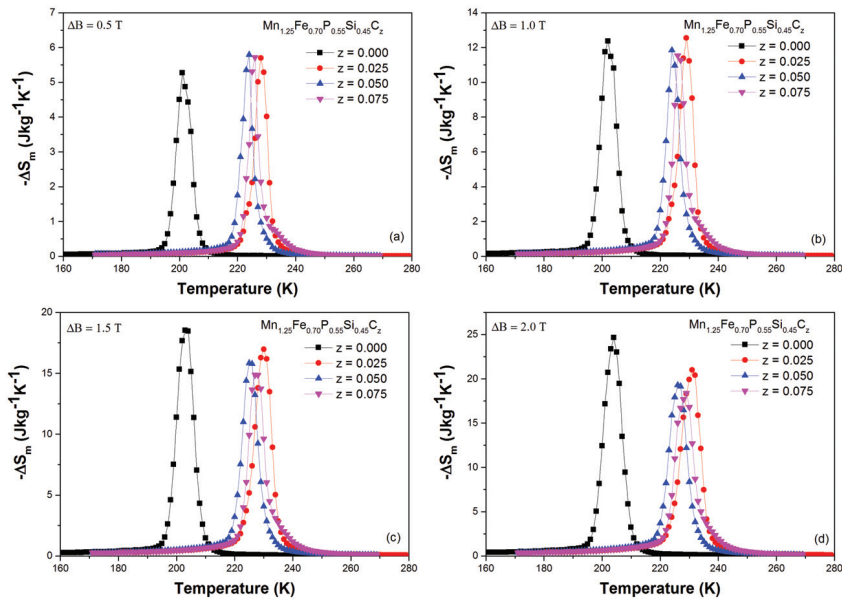 ΔB = 0.5 T
Mn1.25Fe0.70P0.55Si0.45Cz
z = 0.000
z = 0.025
z = 0.050
z = 0.075
7
6
5
4
3
2
1
0
-ΔSm (Jkg-1K-1)
(a)
160 180 200 220 240 260 280
Temperature (K)
ΔB = 1.0 T
Mn1.25Fe0.70P0.55Si0.45Cz
z = 0.000
z = 0.025
z = 0.050
z = 0.075
14
12
10
8
6
4
2
0
-ΔSm (Jkg-1K-1)
(b)
160 180 200 220 240 260 280
Temperature (K)
ΔB = 1.5 T
Mn1.25Fe0.70P0.55Si0.45Cz
z = 0.000
z = 0.025
z = 0.050
z = 0.075
20
15
10
5
0
-ΔSm (Jkg-1K-1)
(c)
160 180 200 220 240 260 280
Temperature (K)
ΔB = 2.0 T
Mn1.25Fe0.70P0.55Si0.45Cz
z = 0.000
z = 0.025
z = 0.050
z = 0.075
25
20
15
10
5
0
-ΔSm (Jkg-1K-1)
(d)
160 180 200 220 240 260 280
Temperature (K)